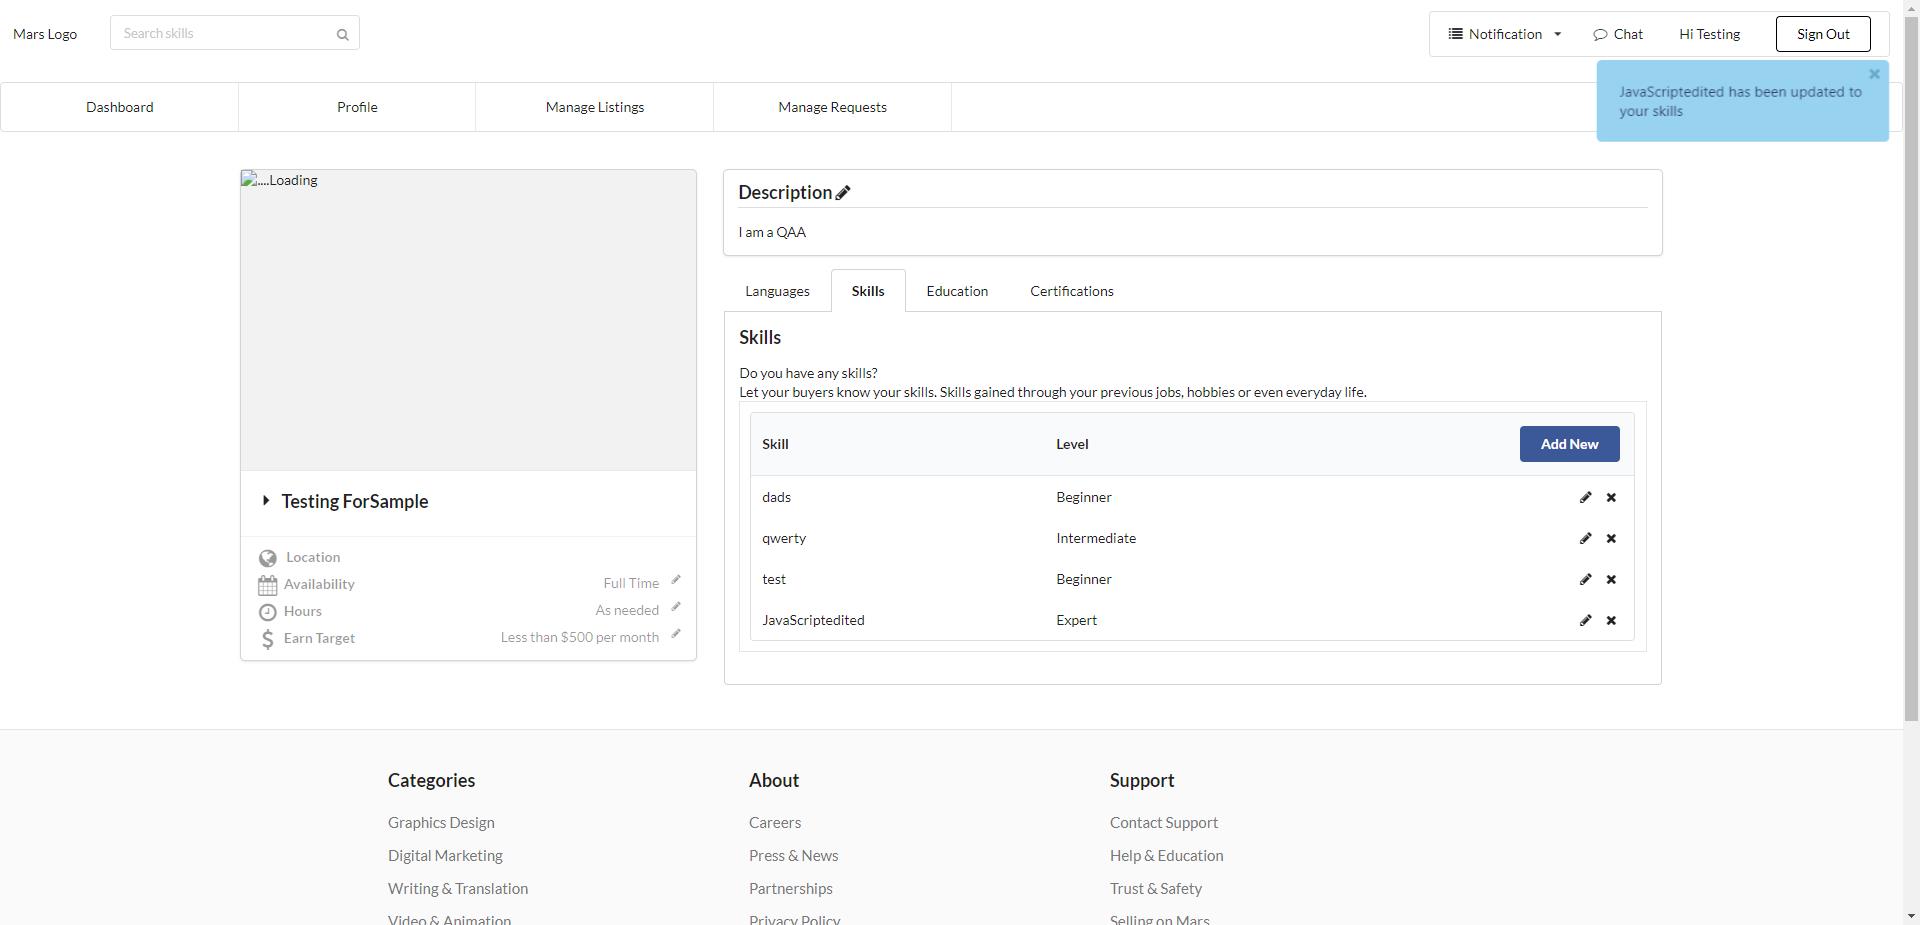 Mars Logo
Search skills
Notification
Chat
Hi Testing
Sign Out
JavaScriptedited has been updated to
your skills
Dashboard
Profile
Manage Listings
Manage Requests
....Loading
Testing ForSample
Location
Availability
Full Time
Hours
As needed
Earn Target
Less than $500 per month
Description
I am a QAA
Languages
Skills
Education
Certifications
Skills
Do you have any skills?
Let your buyers know your skills. Skills gained through your previous jobs, hobbies or even everyday life.
Skill
Level
Add New
dads
Beginner
qwerty
Intermediate
test
Beginner
JavaScriptedited
Expert
Categories
Graphics Design
Digital Marketing
Writing & Translation
Video & Animation
About
Careers
Press & News
Partnerships
Privacy Policy
Support
Contact Support
Help & Education
Trust & Safety
Selling on Mars